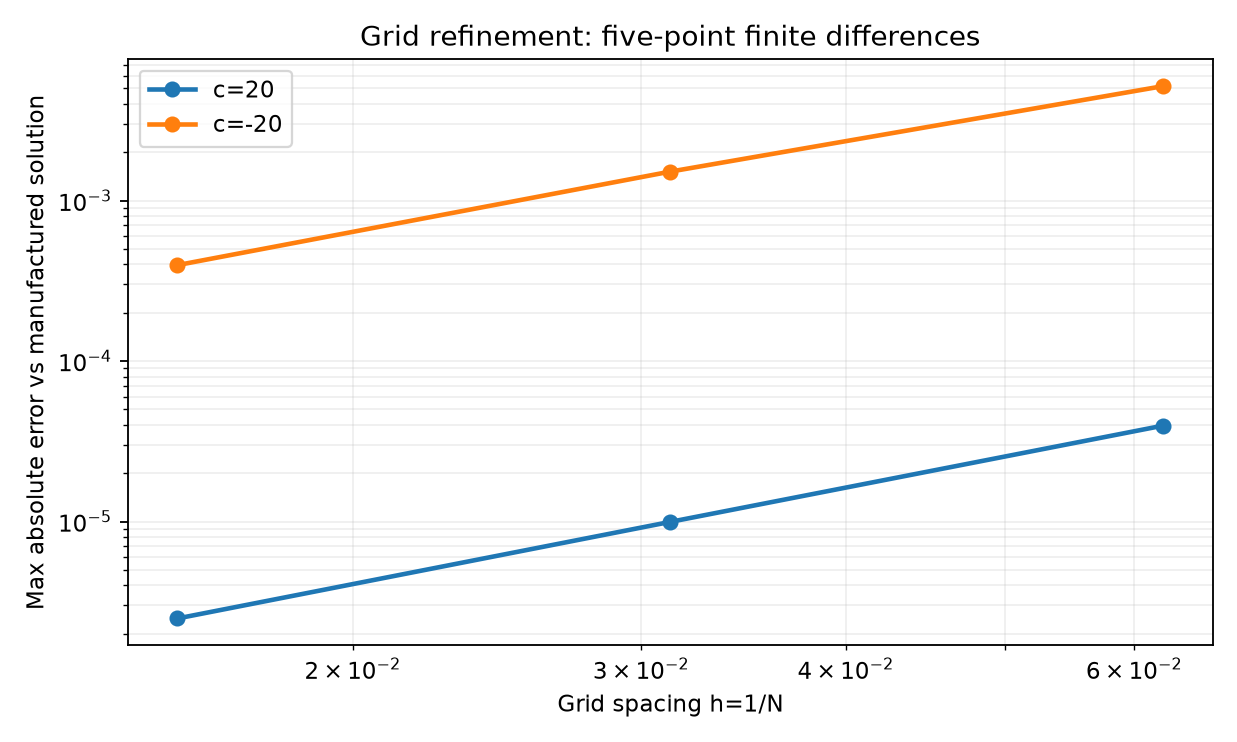 Grid refinement: five-point finite differences
c=20
c=-20
Max absolute error vs manufactured solution
10⁻³
10⁻⁴
10⁻⁵
2 × 10⁻²
3 × 10⁻²
4 × 10⁻²
6 × 10⁻²
Grid spacing h=1/N